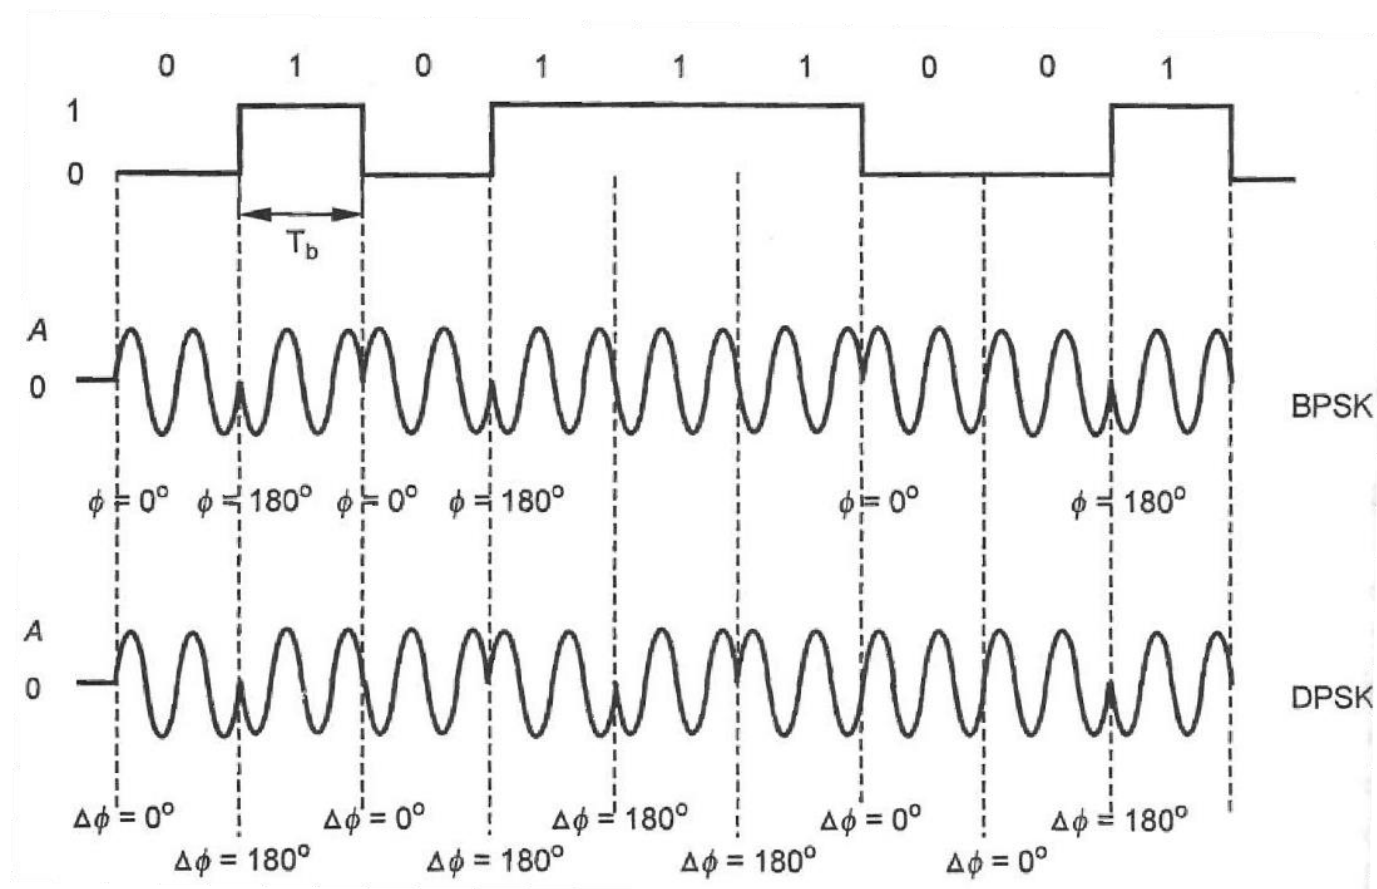 0 1 0 1 1 1 0 0 1
1
0
T_b
A
0
BPSK
ϕ = 0° ϕ = 180° ϕ = 0° ϕ = 180° ϕ = 0° ϕ = 180°
A
0
DPSK
Δϕ = 0° Δϕ = 0° Δϕ = 180° Δϕ = 0° Δϕ = 180°
Δϕ = 180° Δϕ = 180° Δϕ = 180° Δϕ = 0°